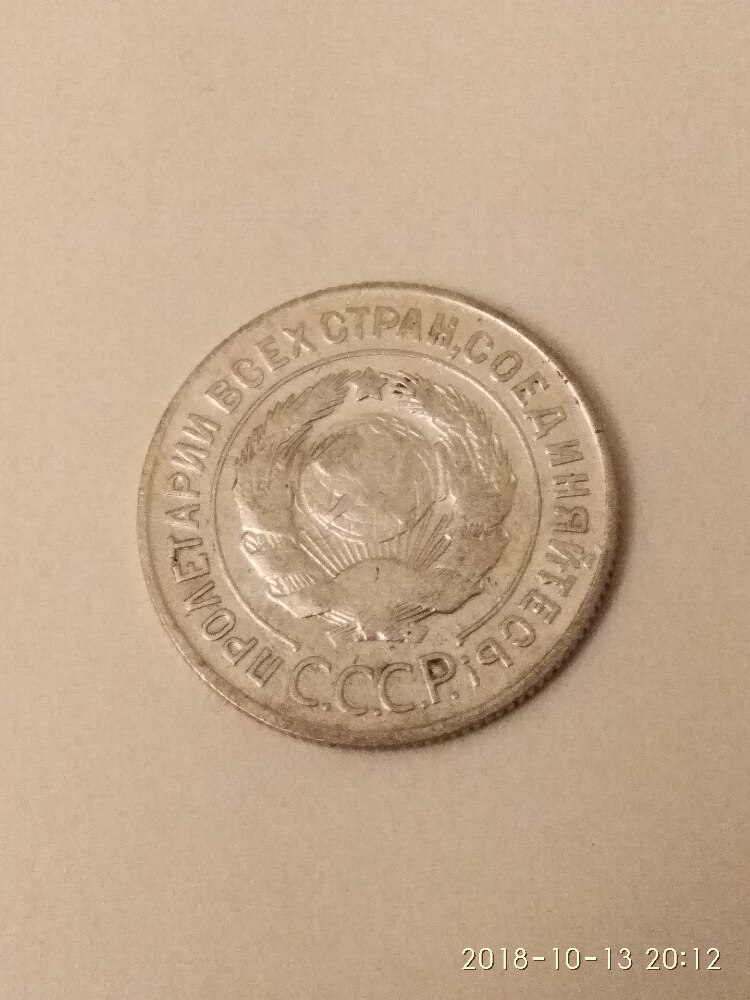 ПРОЛЕТАРИИ ВСЕХ СТРАН, СОЕДИНЯЙТЕСЬ!
С.С.С.Р.
2018-10-13 20:12